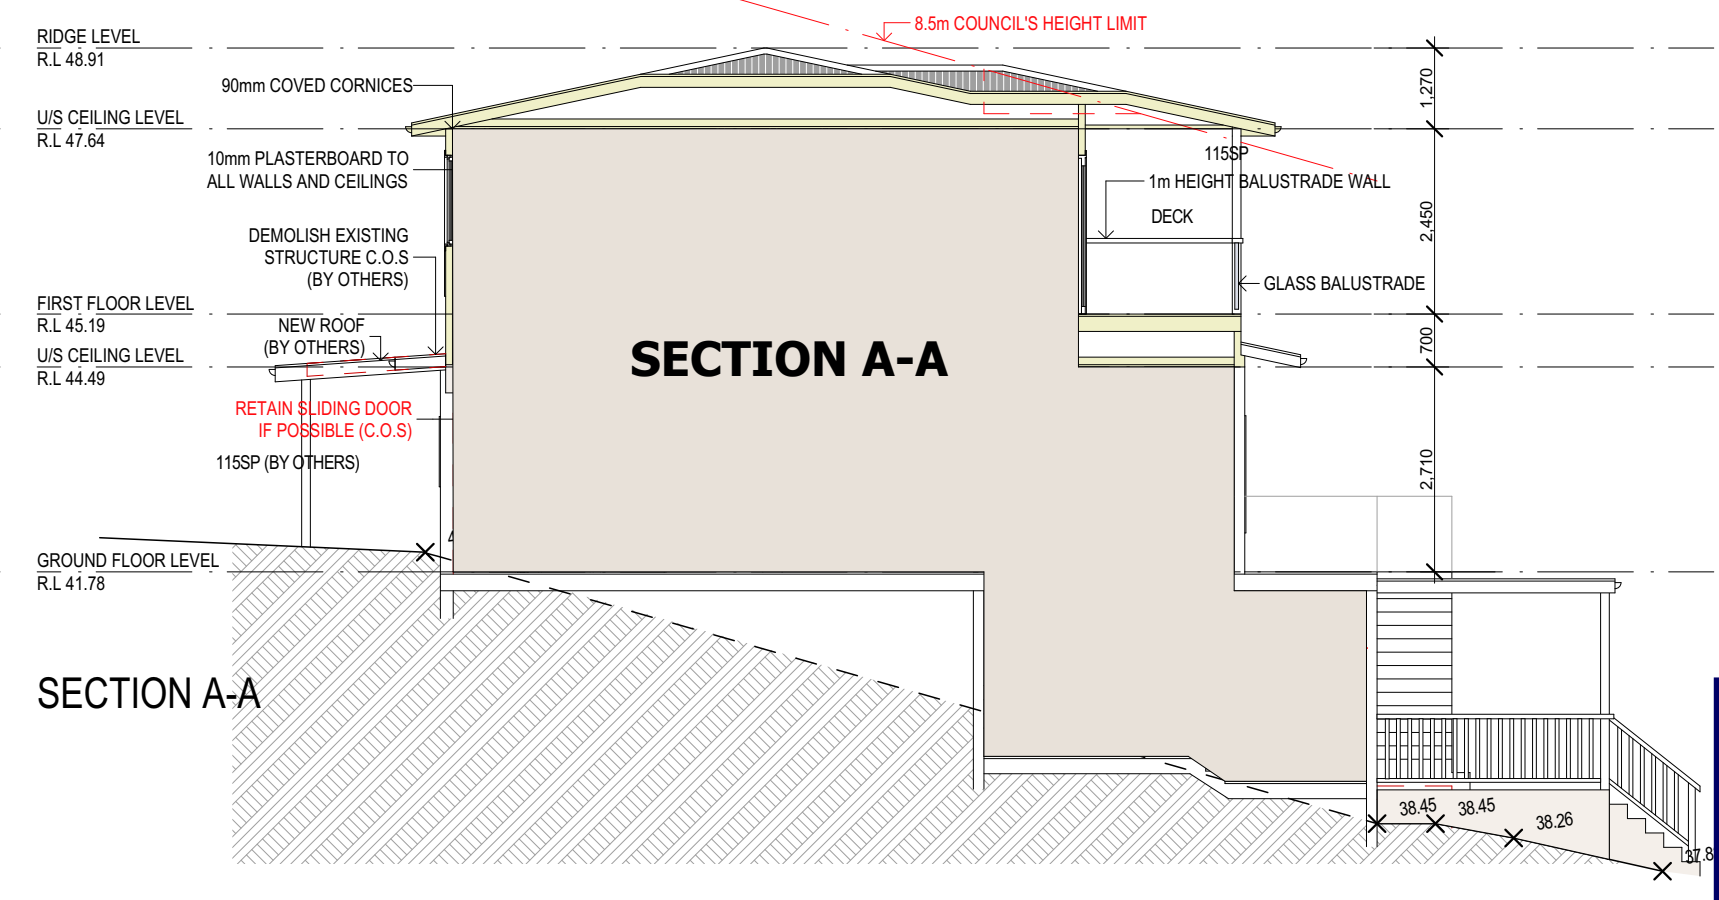 8.5m COUNCIL'S HEIGHT LIMIT
RIDGE LEVEL
R.L 48.91
90mm COVED CORNICES
1,270
U/S CEILING LEVEL
R.L 47.64
10mm PLASTERBOARD TO
ALL WALLS AND CEILINGS
115SP
1m HEIGHT BALUSTRADE WALL
DECK
2,450
DEMOLISH EXISTING
STRUCTURE C.O.S
(BY OTHERS)
GLASS BALUSTRADE
FIRST FLOOR LEVEL
R.L 45.19
NEW ROOF
(BY OTHERS)
700
U/S CEILING LEVEL
R.L 44.49
SECTION A-A
RETAIN SLIDING DOOR
IF POSSIBLE (C.O.S)
115SP (BY OTHERS)
2,710
GROUND FLOOR LEVEL
R.L 41.78
SECTION A-A
38.45
38.45
38.26